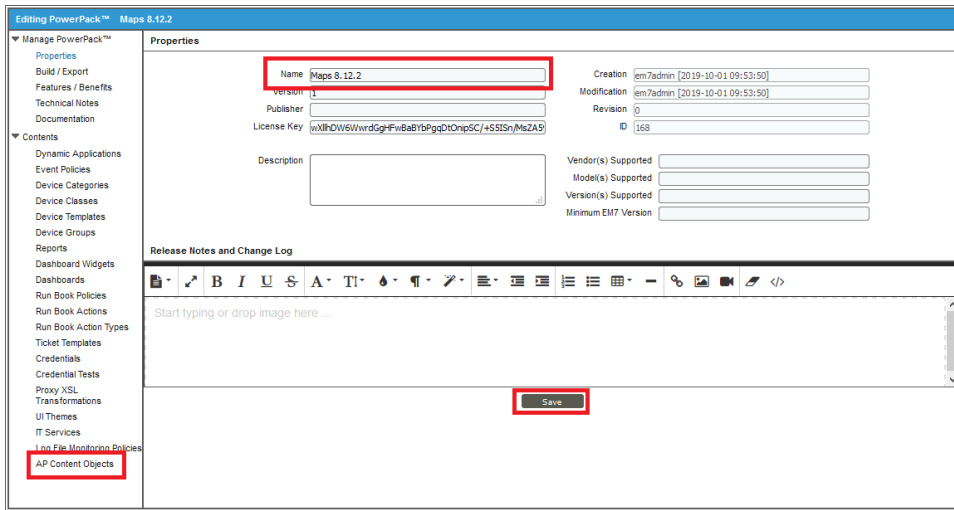 Editing PowerPack™ Maps 8.12.2
Manage PowerPack™
Properties
Build / Export
Features / Benefits
Technical Notes
Documentation
Contents
Dynamic Applications
Event Policies
Device Categories
Device Classes
Device Templates
Device Groups
Reports
Dashboard Widgets
Dashboards
Run Book Policies
Run Book Actions
Run Book Action Types
Ticket Templates
Credentials
Credential Tests
Proxy XSL
Transformations
UI Themes
IT Services
Log File Monitoring Policies
AP Content Objects
Properties
Name Maps 8.12.2
Version 1
Publisher
License Key
Description
Creation em7admin [2019-10-01 09:53:50]
Modification em7admin [2019-10-01 09:53:50]
Revision 0
ID 168
Vendor(s) Supported
Model(s) Supported
Version(s) Supported
Minimum EM7 Version
Release Notes and Change Log
B I U S A T
Start typing or drop image here ...
Save